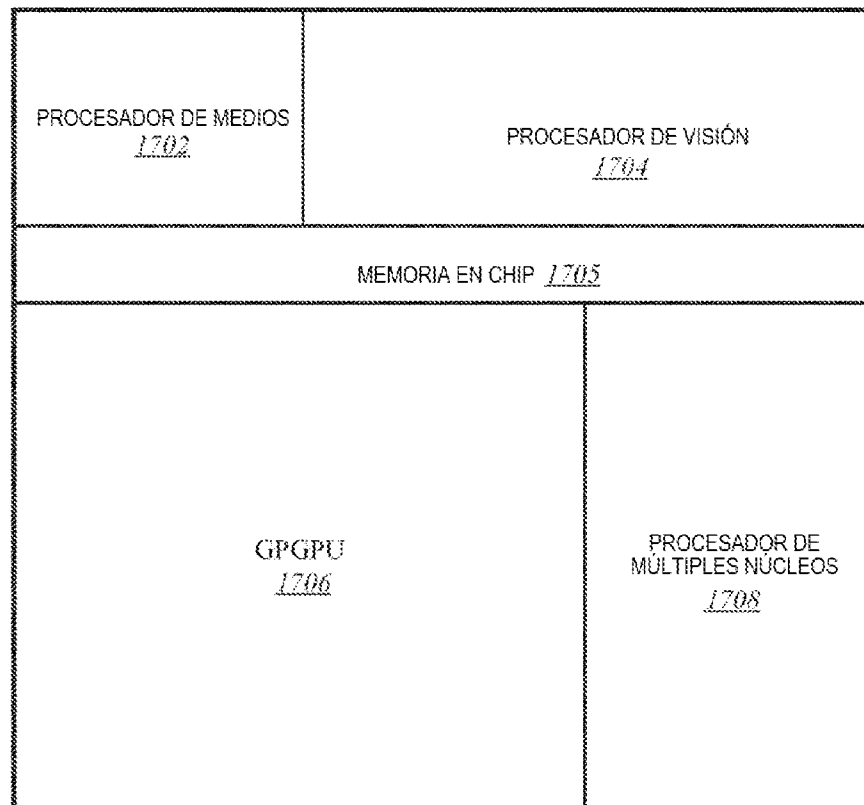 PROCESADOR DE MEDIOS
1702
PROCESADOR DE VISIÓN
1704
MEMORIA EN CHIP 1705
GPGPU
1706
PROCESADOR DE
MÚLTIPLES NÚCLEOS
1708